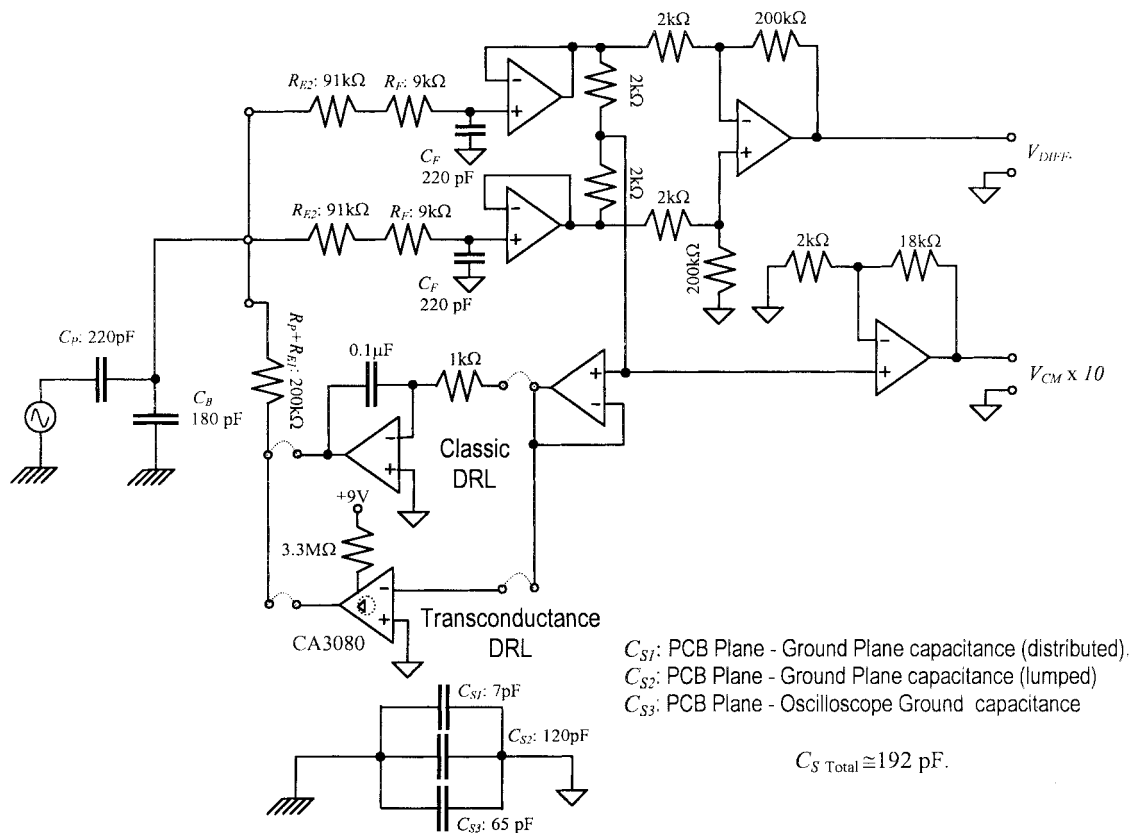 2kΩ
200kΩ
R_E2: 91kΩ
R_F: 9kΩ
2kΩ
C_F
220 pF
2kΩ
V_DIFF.
R_E2: 91kΩ
R_F: 9kΩ
2kΩ
C_F
220 pF
200kΩ
2kΩ
18kΩ
C_P: 220pF
R_P+R_E1: 200kΩ
0.1µF
1kΩ
V_CM x 10
C_B
180 pF
Classic
DRL
+9V
3.3MΩ
CA3080
Transconductance
DRL
C_S1: 7pF
C_S2: 120pF
C_S3: 65 pF
C_S1: PCB Plane - Ground Plane capacitance (distributed).
C_S2: PCB Plane - Ground Plane capacitance (lumped)
C_S3: PCB Plane - Oscilloscope Ground capacitance
C_S Total ≅192 pF.